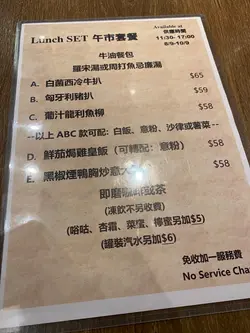 Lunch SET 午市套餐
Available at
供應時間
11:30- 17:00
8/9-10/9
牛油餐包
羅宋湯或周打魚忌廉湯
A. 白菌西冷牛扒 $65
B. 匈牙利豬扒 $59
C. 葡汁龍利魚柳 $58
--以上 ABC 款可配：白飯、意粉、沙律或薯菜--
D. 鮮茄焗雞皇飯（可轉配：意粉） $58
E. 黑椒煙鴨胸炒意大利粉 $58
即磨咖啡或茶
(凍飲不另收費)
(唂咕、杏霜、菜蜜、檸蜜另加$5)
(罐裝汽水另加$6)
免收加一服務費
No Service Cha